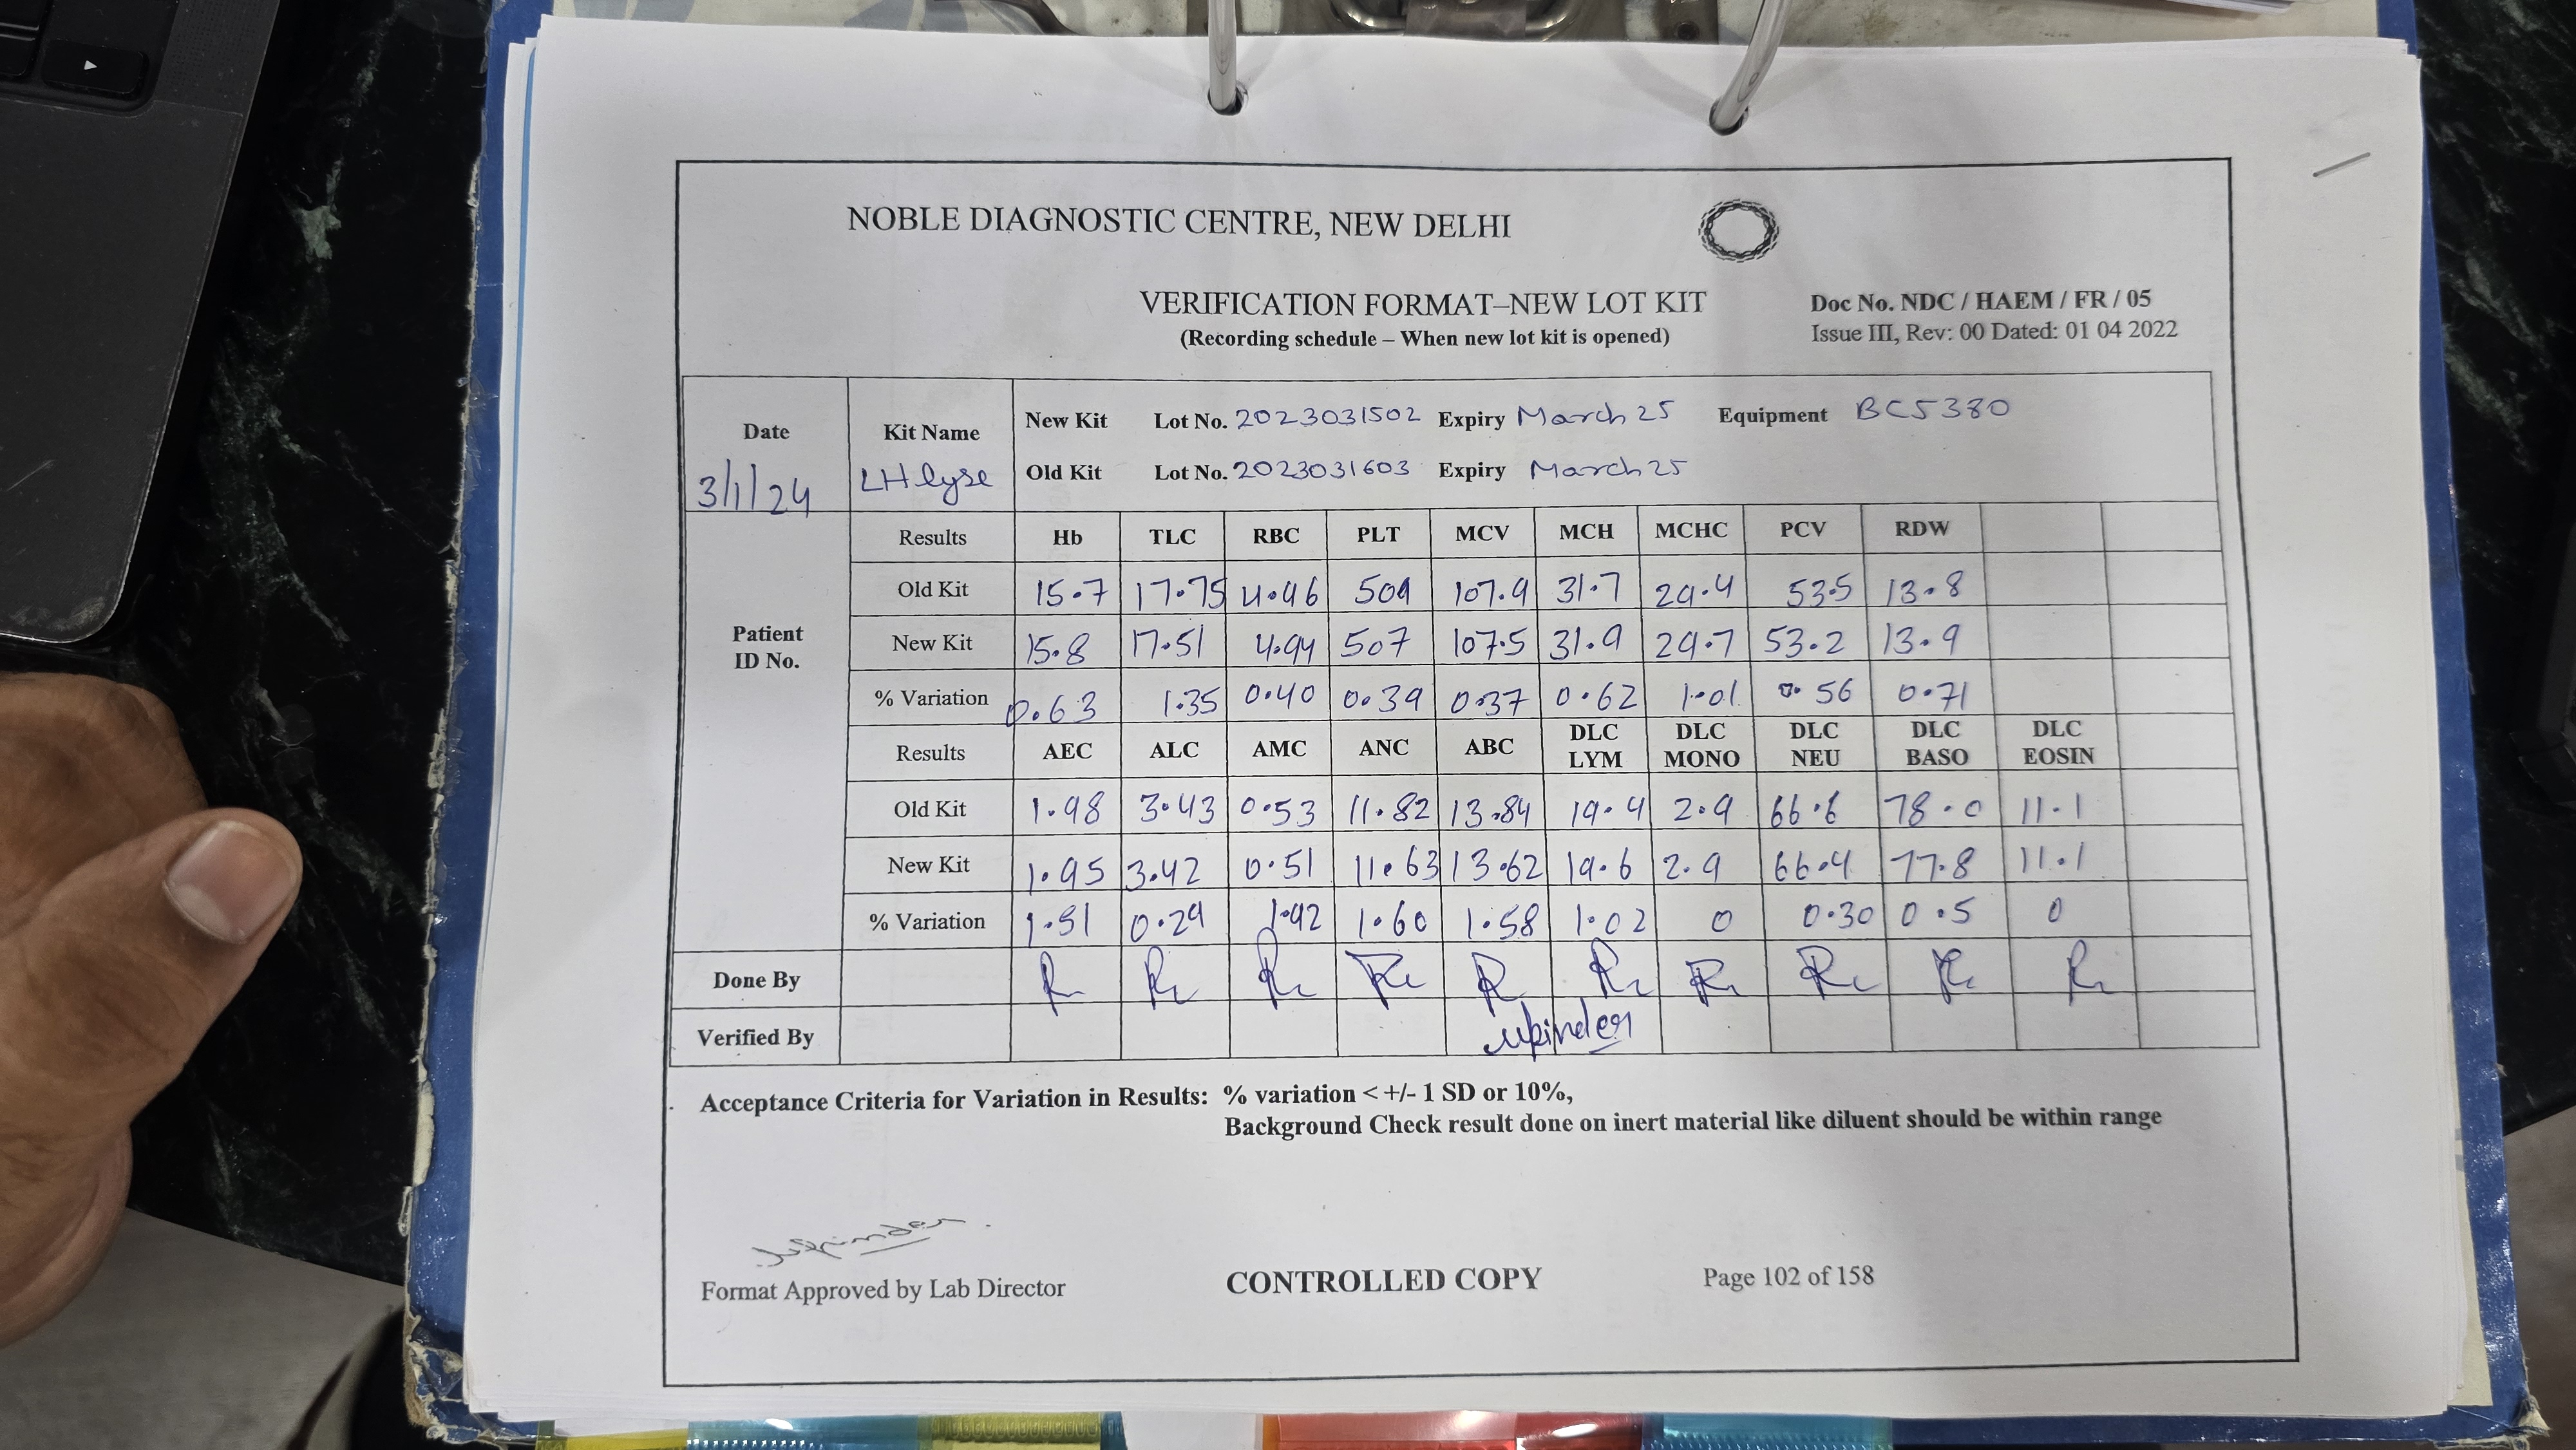 NOBLE DIAGNOSTIC CENTRE, NEW DELHI
VERIFICATION FORMAT–NEW LOT KIT
(Recording schedule – When new lot kit is opened)
Doc No. NDC / HAEM / FR / 05
Issue III, Rev: 00 Dated: 01 04 2022
Date Kit Name New Kit Lot No. 2023031502 Expiry March 25 Equipment BC5380
3/1/24 LHlyse Old Kit Lot No. 2023031603 Expiry March 25
Patient ID No.
Results Hb TLC RBC PLT MCV MCH MCHC PCV RDW
Old Kit 15.7 17.75 4.46 509 107.9 31.7 29.4 53.5 13.8
New Kit 15.8 17.51 4.94 507 107.5 31.9 29.7 53.2 13.9
% Variation 0.63 1.35 0.40 0.39 0.37 0.62 1.01 0.56 0.71
Results AEC ALC AMC ANC ABC DLC LYM DLC MONO DLC NEU DLC BASO DLC EOSIN
Old Kit 1.98 3.43 0.53 11.82 13.84 19.4 2.9 66.6 78.0 11.1
New Kit 1.95 3.42 0.51 11.63 13.62 19.6 2.9 66.4 77.8 11.1
% Variation 1.51 0.29 1.42 1.60 1.58 1.02 0 0.30 0.5 0
Done By
Verified By
Acceptance Criteria for Variation in Results: % variation < +/- 1 SD or 10%,
Background Check result done on inert material like diluent should be within range
Format Approved by Lab Director
CONTROLLED COPY
Page 102 of 158